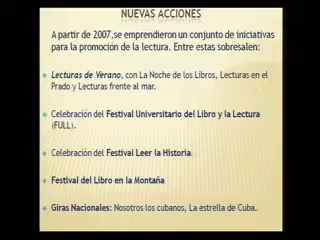 NUEVAS ACCIONES
A partir de 2007,se emprendieron un conjunto de iniciativas
para la promoción de la lectura. Entre estas sobresalen:
Lecturas de Verano, con La Noche de los Libros, Lecturas en el
Prado y Lecturas frente al mar.
Celebración del Festival Universitario del Libro y la Lectura
(FULL).
Celebración del Festival Leer la Historia.
Festival del Libro en la Montaña
Giras Nacionales: Nosotros los cubanos, La estrella de Cuba.